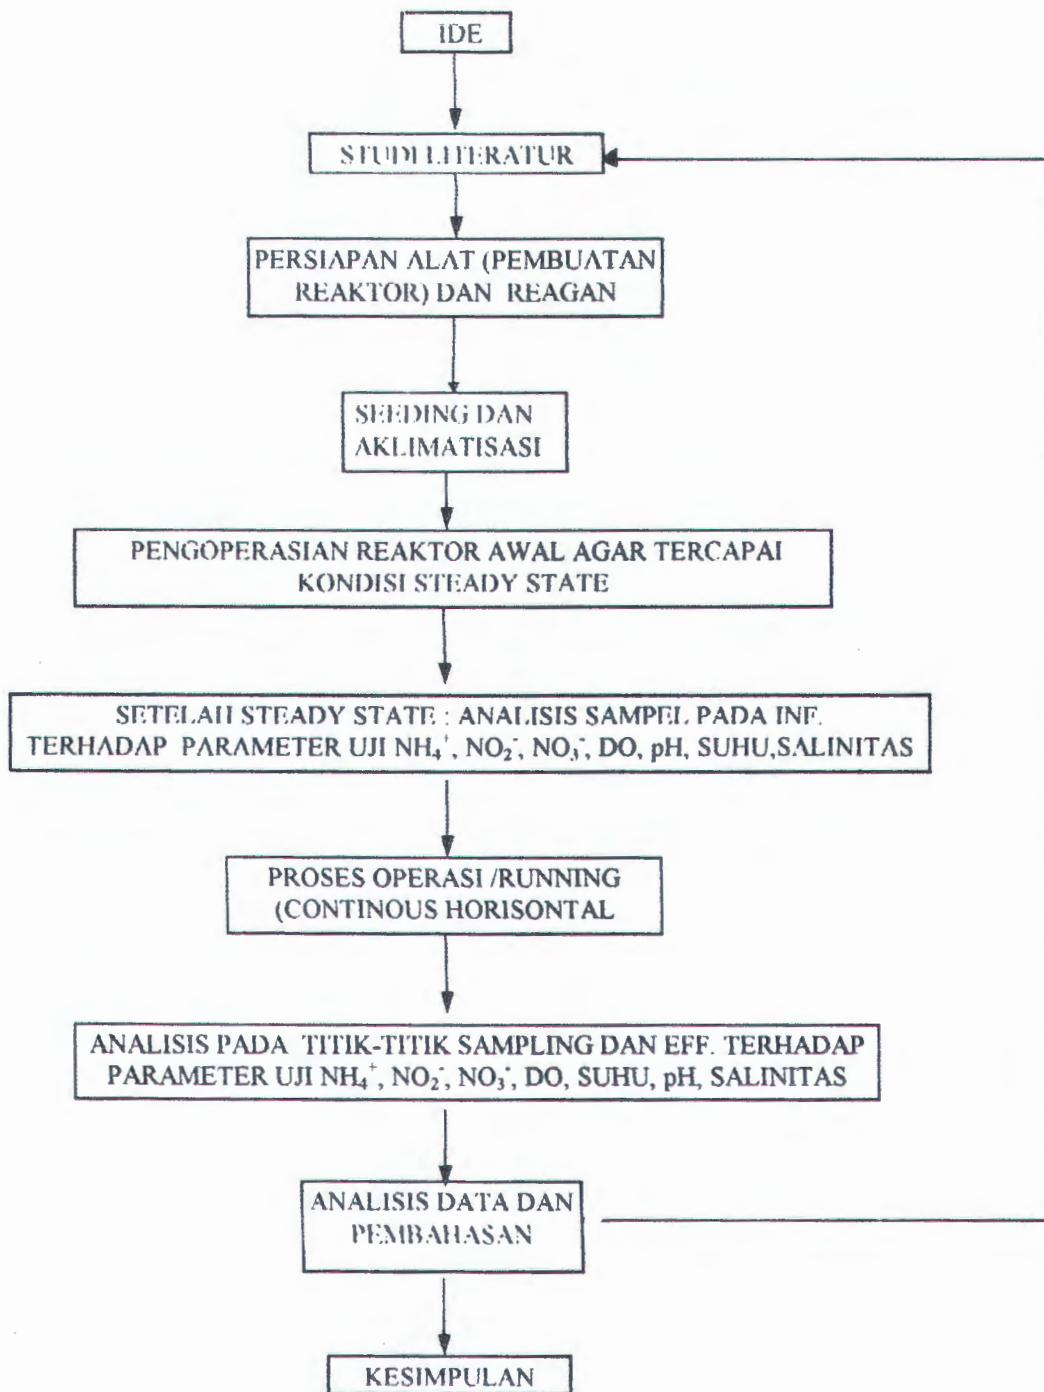 IDE
STUDI LITERATUR
PERSIAPAN ALAT (PEMBUATAN
REAKTOR) DAN REAGAN
SEEDING DAN
AKLIMATISASI
PENGOPERASIAN REAKTOR AWAL AGAR TERCAPAI
KONDISI STEADY STATE
SETELAH STEADY STATE : ANALISIS SAMPEL PADA INF.
TERHADAP PARAMETER UJI NH₄⁺, NO₂⁻, NO₃⁻, DO, pH, SUHU,SALINITAS
PROSES OPERASI /RUNNING
(CONTINOUS HORISONTAL
ANALISIS PADA TITIK-TITIK SAMPLING DAN EFF. TERHADAP
PARAMETER UJI NH₄⁺, NO₂⁻, NO₃⁻, DO, SUHU, pH, SALINITAS
ANALISIS DATA DAN
PEMBAHASAN
KESIMPULAN